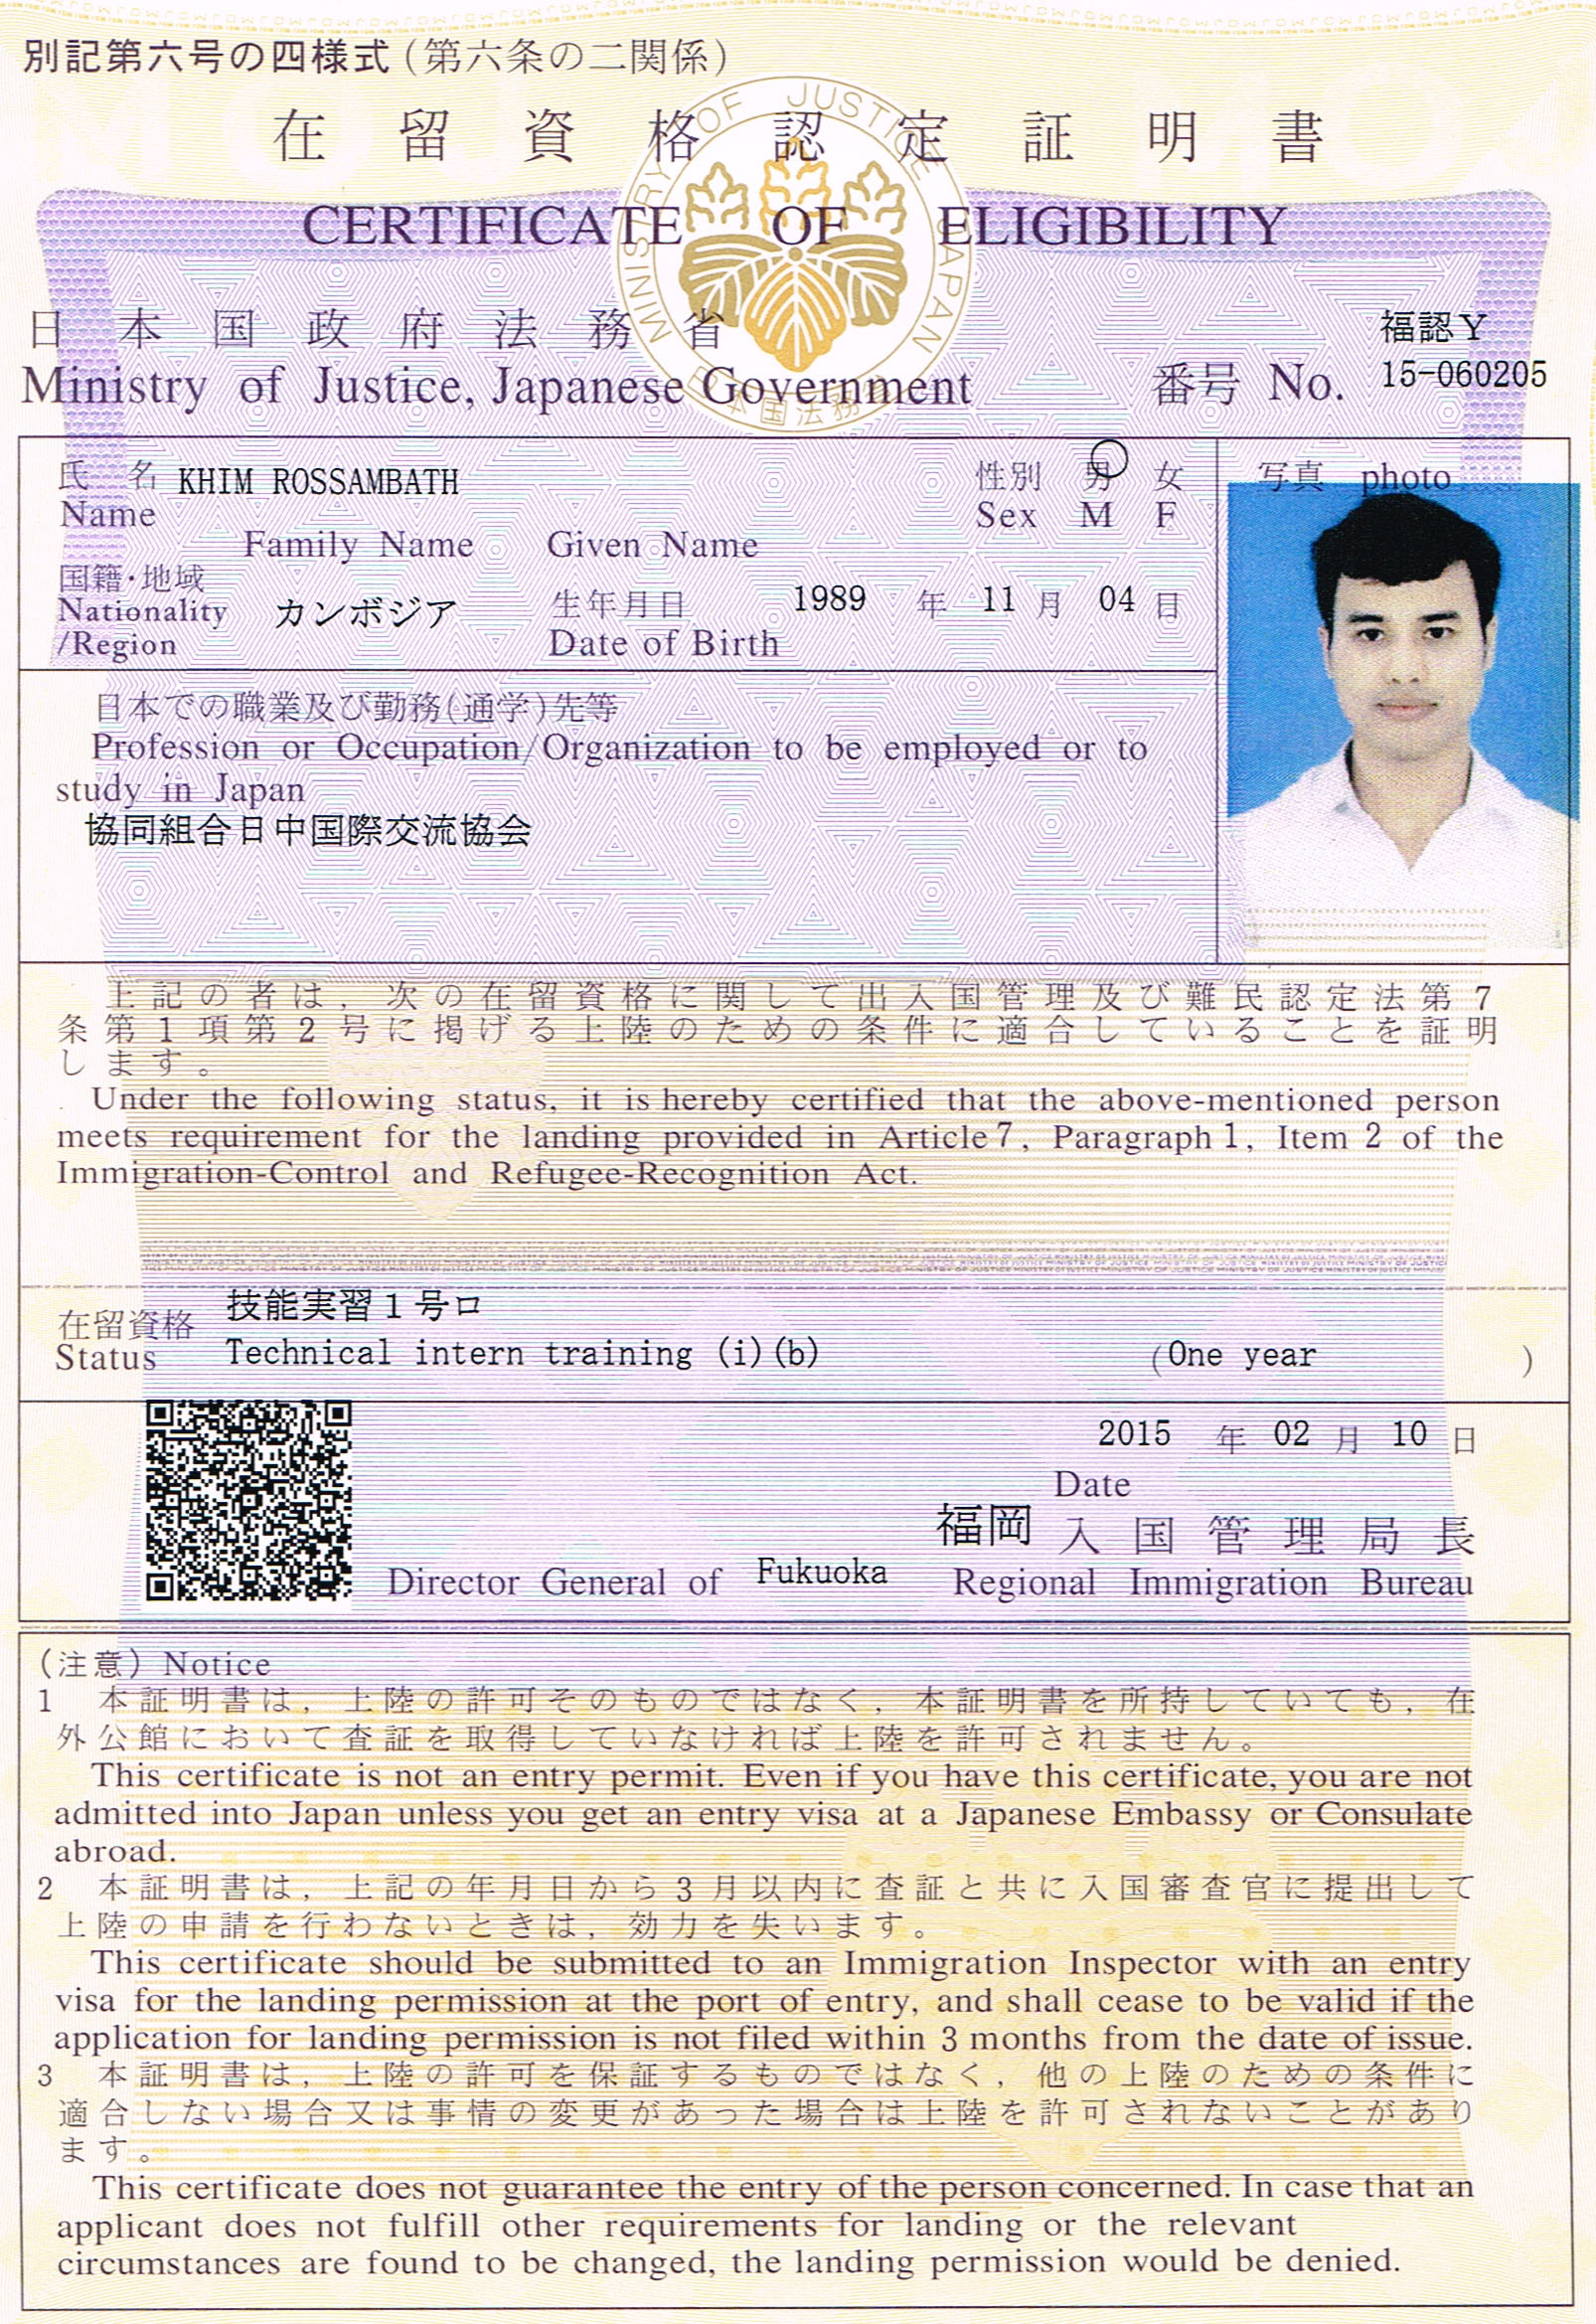 別記第六号の四様式（第六条の二関係）
在留資格認定証明書
CERTIFICATE OF ELIGIBILITY
MINISTRY OF JUSTICE JAPAN
日本国法務省
日本国政府法務省
福認Y
Ministry of Justice, Japanese Government 番号 No. 15-060205
氏名 KHIM ROSSAMBATH 性別 男 女 写真 photo
Name Sex M F
Family Name Given Name
国籍・地域 生年月日 1989 年 11 月 04 日
Nationality カンボジア
/Region Date of Birth
日本での職業及び勤務(通学)先等
Profession or Occupation/Organization to be employed or to
study in Japan
協同組合日中国際交流協会
上記の者は，次の在留資格に関して出入国管理及び難民認定法第7
条第1項第2号に掲げる上陸のための条件に適合していることを証明
します。
Under the following status, it is hereby certified that the above-mentioned person
meets requirement for the landing provided in Article 7, Paragraph 1, Item 2 of the
Immigration-Control and Refugee-Recognition Act.
在留資格 技能実習１号ロ
Status Technical intern training (i)(b) (One year )
2015 年 02 月 10 日
Date
福岡 入国管理局長
Director General of Fukuoka Regional Immigration Bureau
（注意）Notice
1 本証明書は，上陸の許可そのものではなく，本証明書を所持していても，在
外公館において査証を取得していなければ上陸を許可されません。
This certificate is not an entry permit. Even if you have this certificate, you are not
admitted into Japan unless you get an entry visa at a Japanese Embassy or Consulate
abroad.
2 本証明書は，上記の年月日から3月以内に査証と共に入国審査官に提出して
上陸の申請を行わないときは，効力を失います。
This certificate should be submitted to an Immigration Inspector with an entry
visa for the landing permission at the port of entry, and shall cease to be valid if the
application for landing permission is not filed within 3 months from the date of issue.
3 本証明書は，上陸の許可を保証するものではなく，他の上陸のための条件に
適合しない場合又は事情の変更があった場合は上陸を許可されないことがあり
ます。
This certificate does not guarantee the entry of the person concerned. In case that an
applicant does not fulfill other requirements for landing or the relevant
circumstances are found to be changed, the landing permission would be denied.